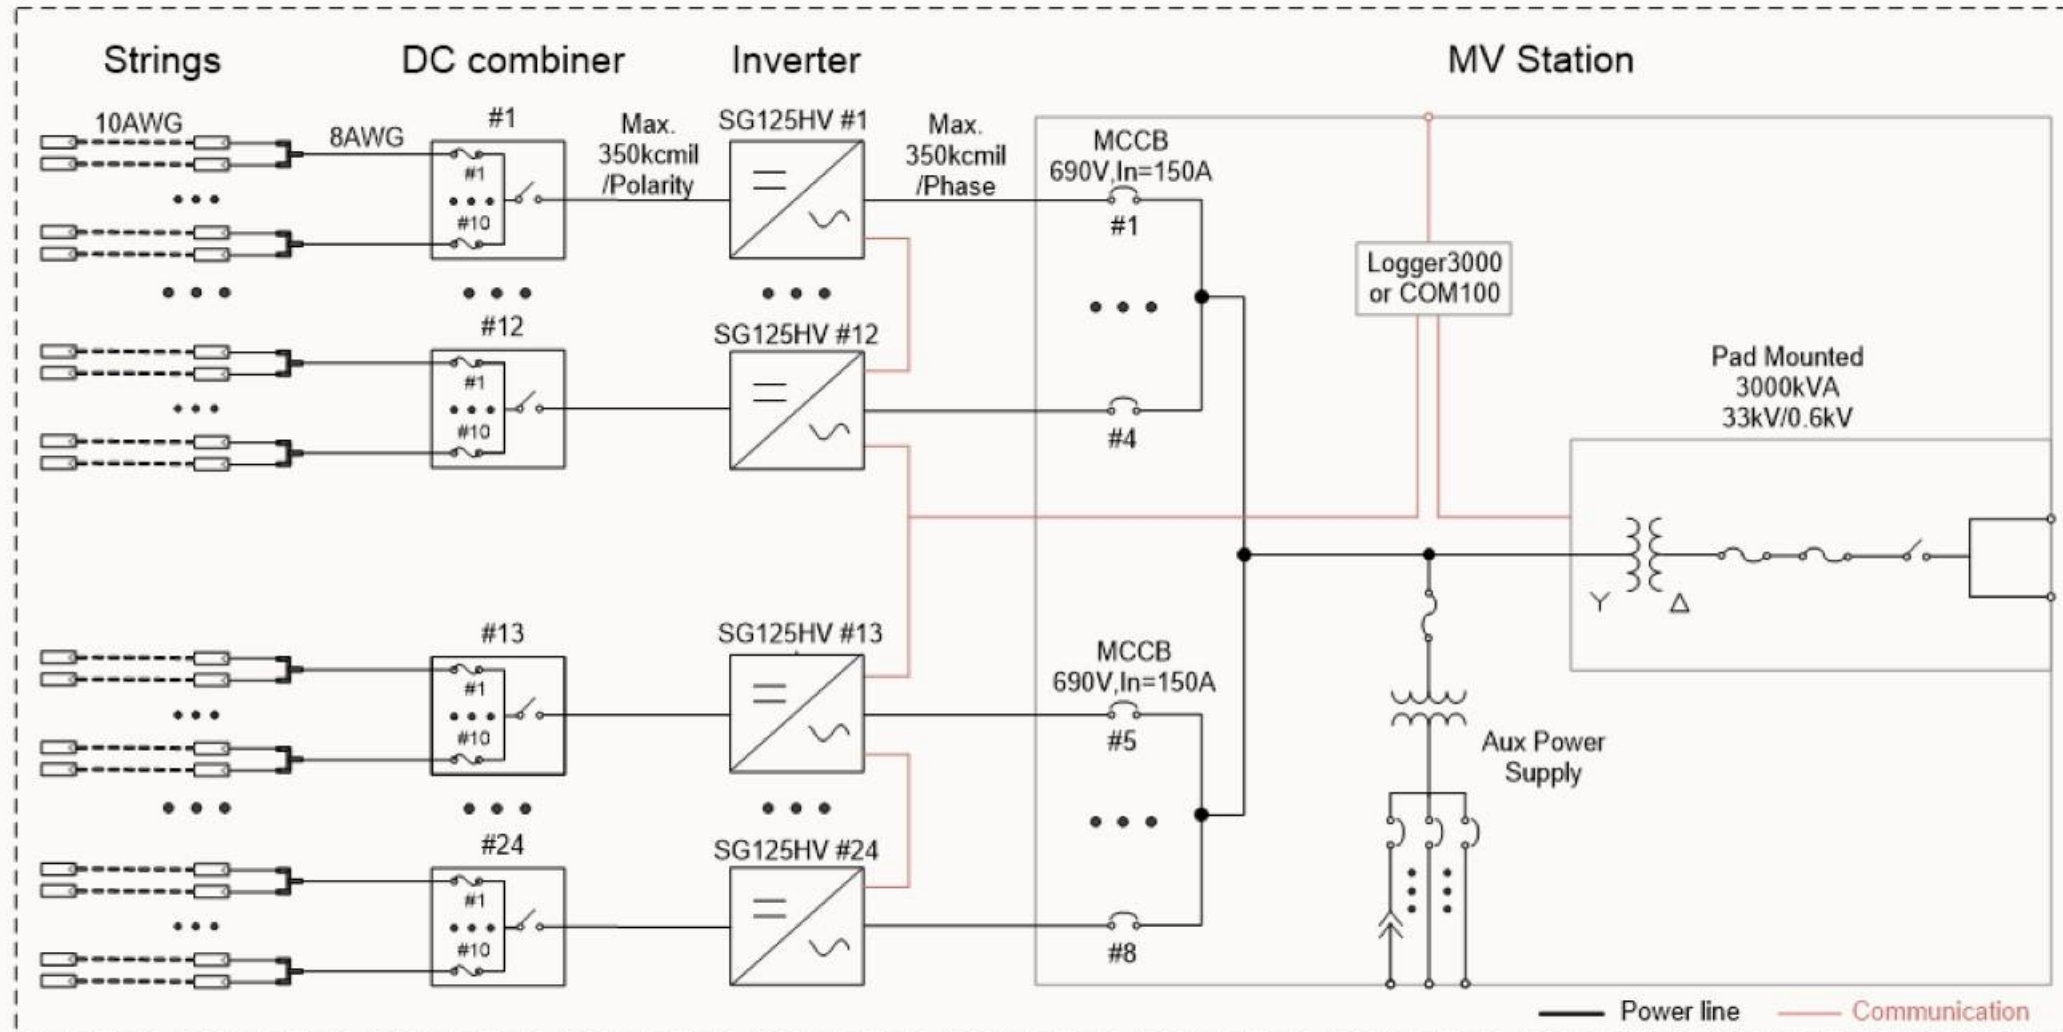 Strings
DC combiner
Inverter
MV Station
10AWG
8AWG
#1
#1
#10
Max.
350kcmil
/Polarity
SG125HV #1
Max.
350kcmil
/Phase
MCCB
690V,In=150A
#1
Logger3000
or COM100
#12
#1
#10
SG125HV #12
#4
Pad Mounted
3000kVA
33kV/0.6kV
Y
Δ
#13
#1
#10
SG125HV #13
MCCB
690V,In=150A
#5
Aux Power
Supply
#24
#1
#10
SG125HV #24
#8
Power line
Communication